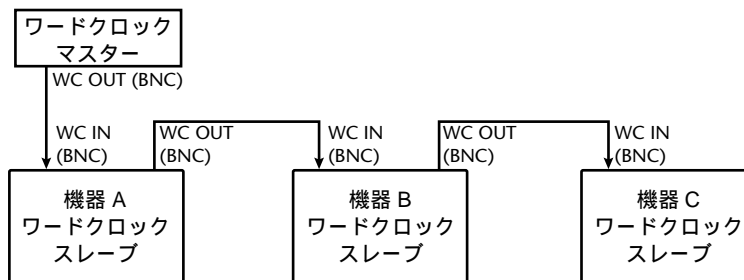 ワードクロック
マスター
WC OUT (BNC)
WC IN
(BNC)
WC OUT
(BNC)
WC IN
(BNC)
WC OUT
(BNC)
WC IN
(BNC)
機器 A
ワードクロック
スレーブ
機器 B
ワードクロック
スレーブ
機器 C
ワードクロック
スレーブ